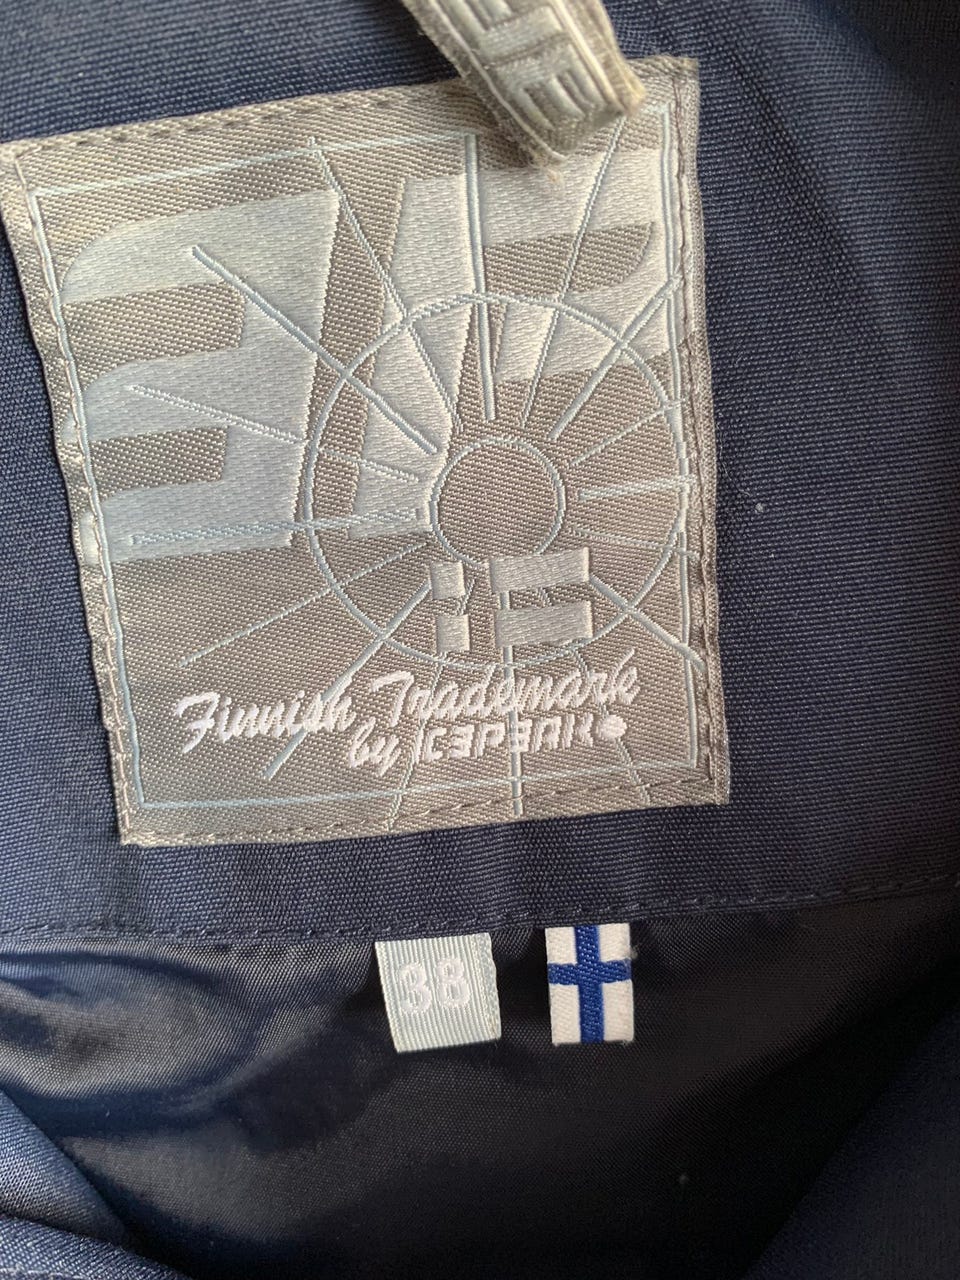 Finnish Trademark
by ICEPEAK
38